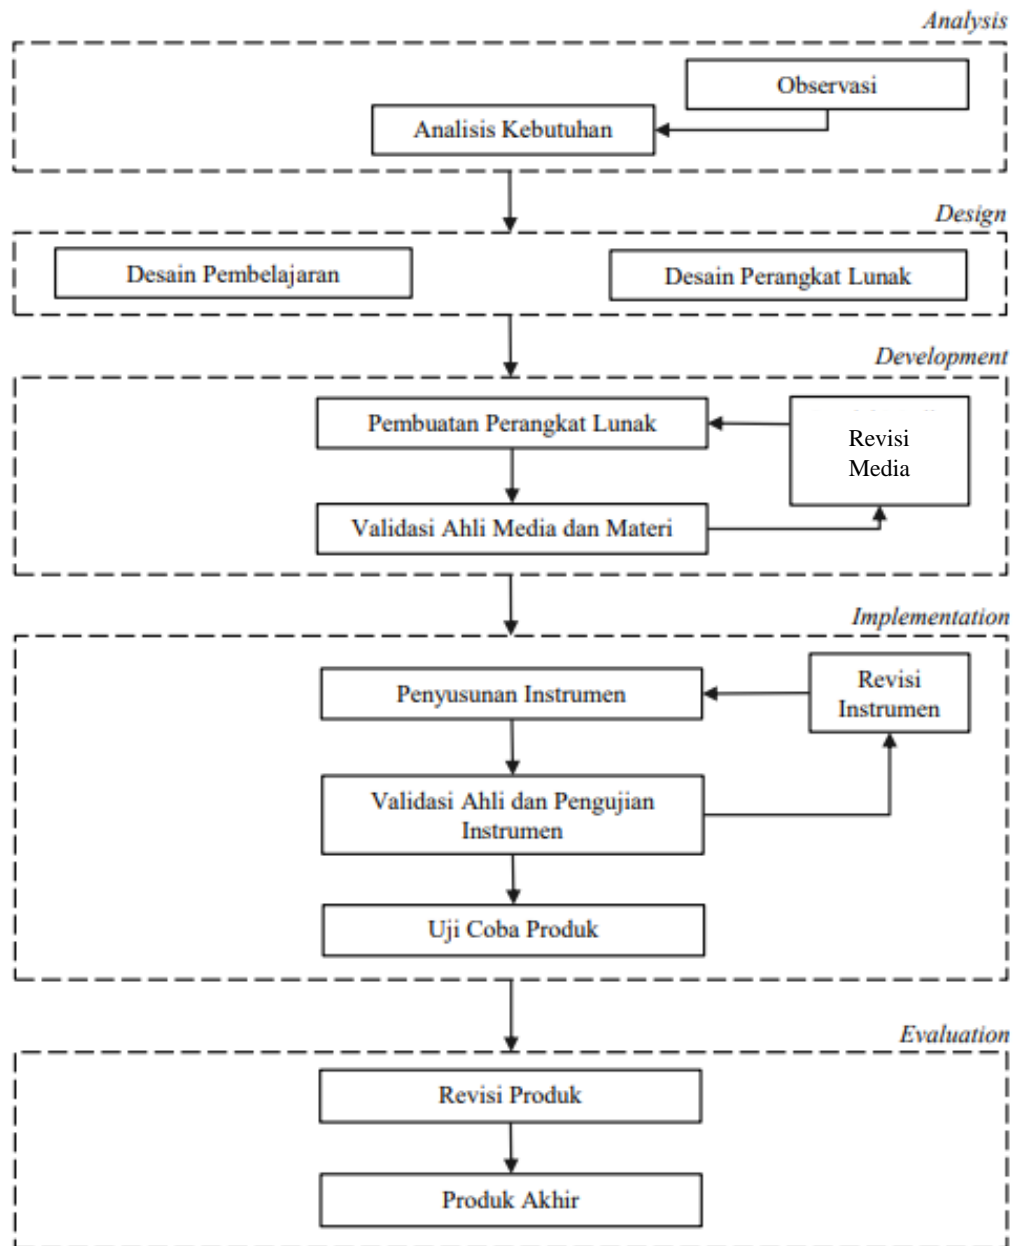 Analysis
Observasi
Analisis Kebutuhan
Design
Desain Pembelajaran
Desain Perangkat Lunak
Development
Pembuatan Perangkat Lunak
Revisi
Media
Validasi Ahli Media dan Materi
Implementation
Penyusunan Instrumen
Revisi
Instrumen
Validasi Ahli dan Pengujian
Instrumen
Uji Coba Produk
Evaluation
Revisi Produk
Produk Akhir